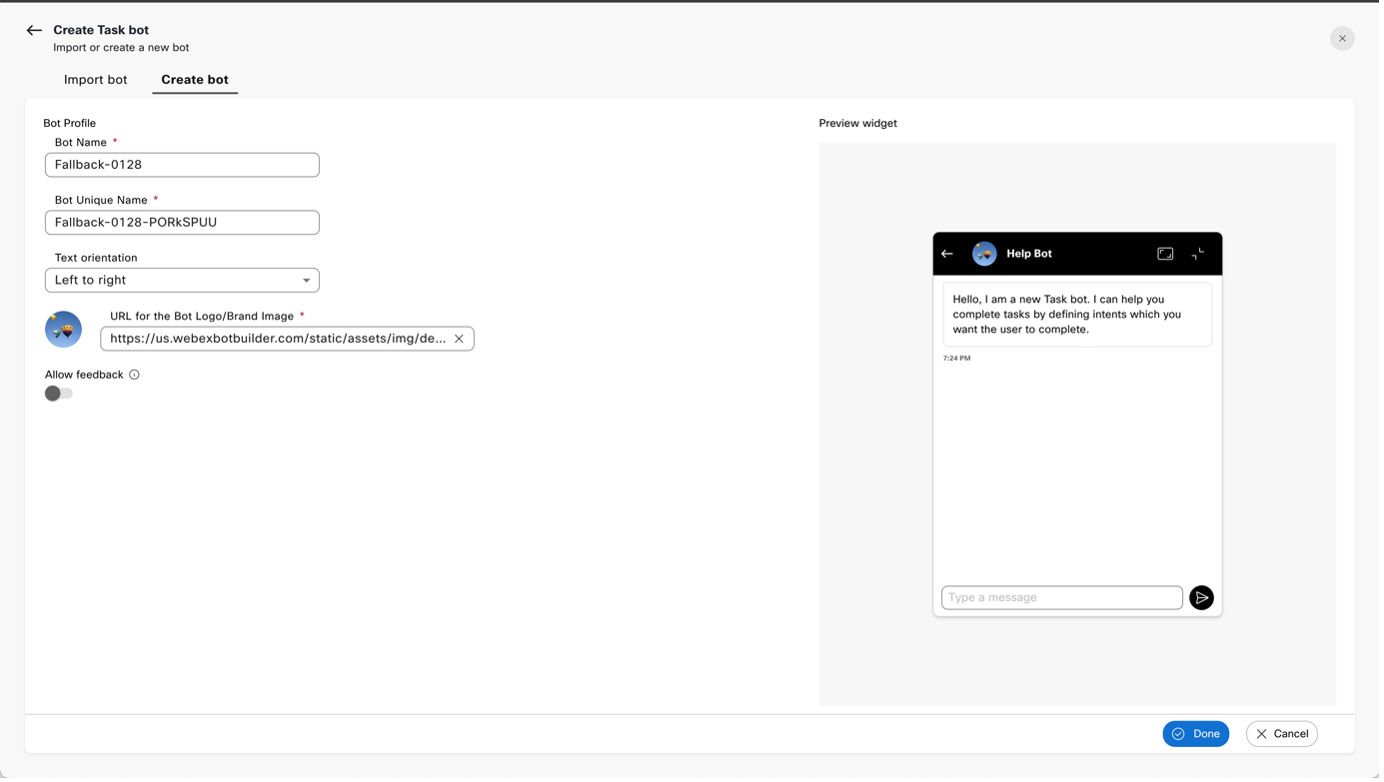 Create Task bot
Import or create a new bot
Import bot
Create bot
Bot Profile
Bot Name *
Fallback-0128
Bot Unique Name *
Fallback-0128-PORkSPUU
Text orientation
Left to right
URL for the Bot Logo/Brand Image *
https://us.webexbotbuilder.com/static/assets/img/de...
Allow feedback
Preview widget
Help Bot
Hello, I am a new Task bot. I can help you
complete tasks by defining intents which you
want the user to complete.
7:24 PM
Type a message
Done
Cancel